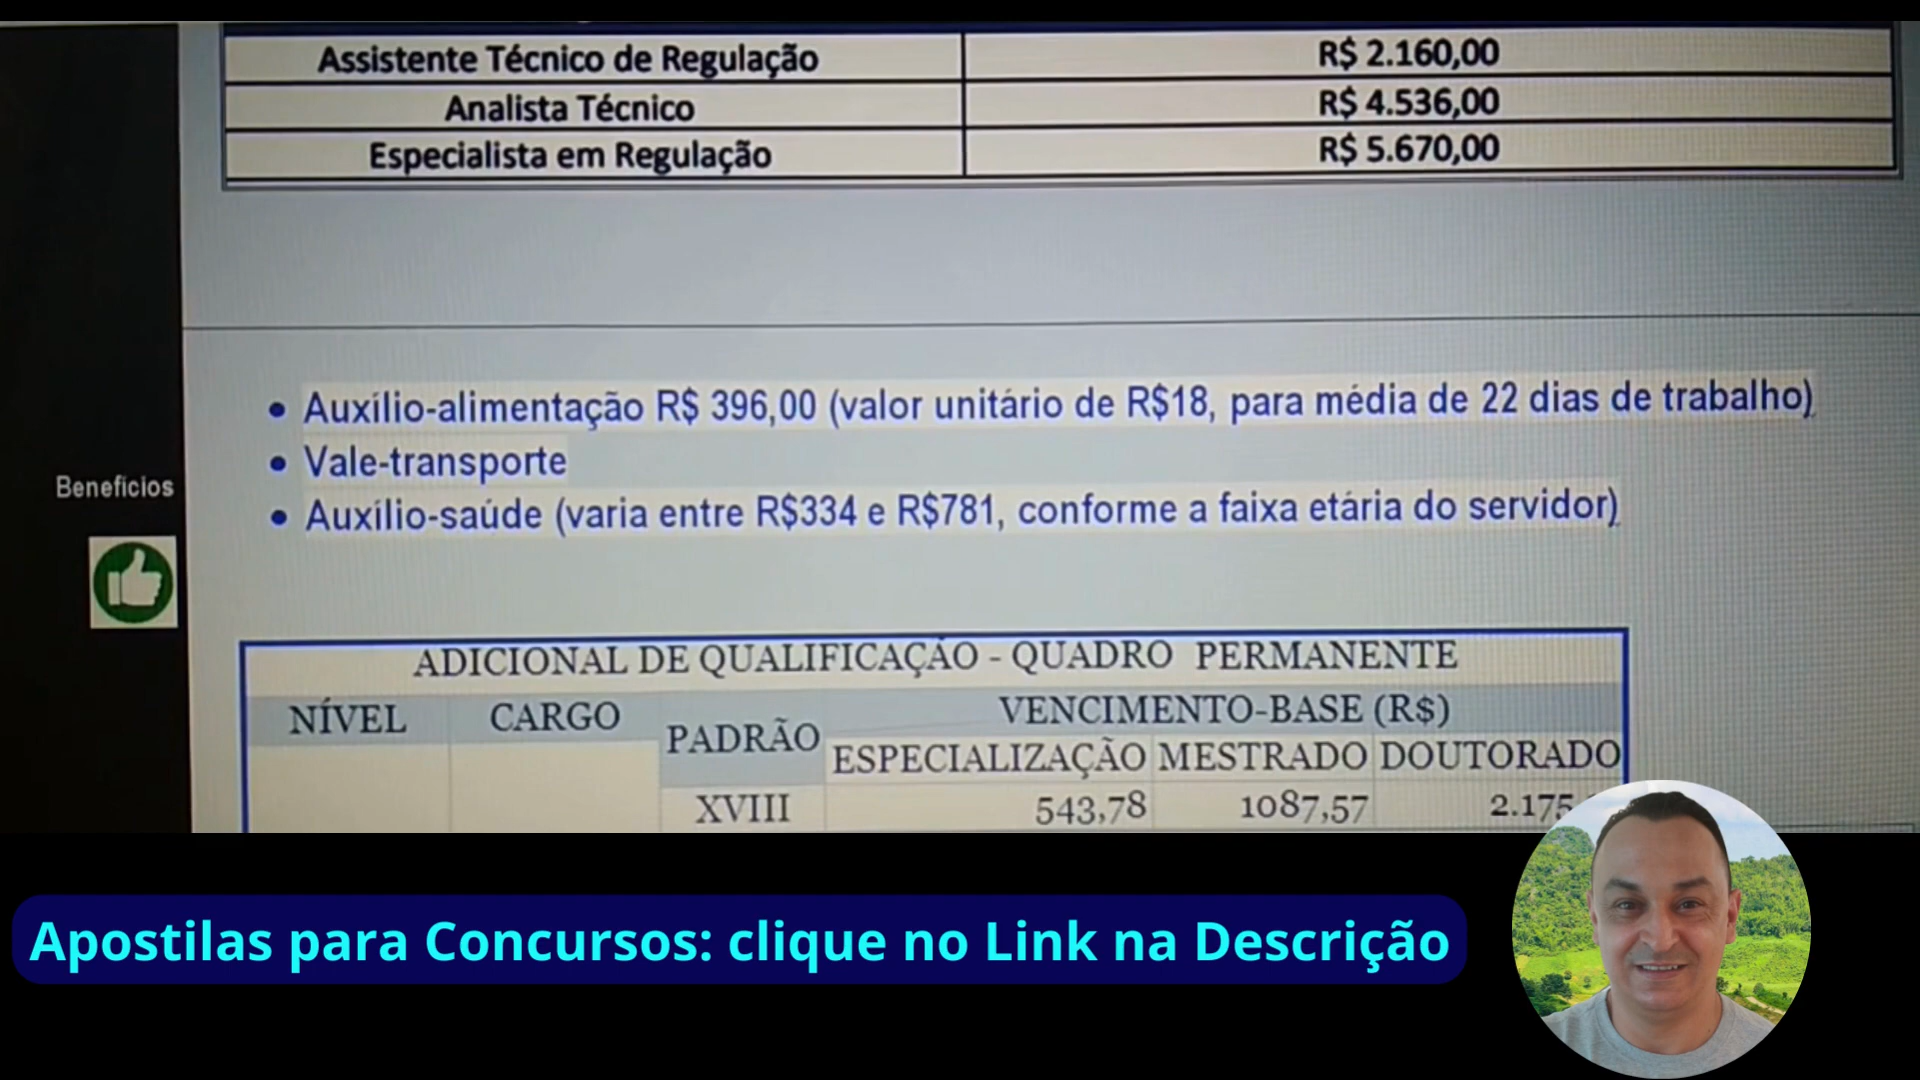 Assistente Técnico de Regulação R$ 2.160,00
Analista Técnico R$ 4.536,00
Especialista em Regulação R$ 5.670,00
• Auxílio-alimentação R$ 396,00 (valor unitário de R$18, para média de 22 dias de trabalho)
• Vale-transporte
Benefícios
• Auxílio-saúde (varia entre R$334 e R$781, conforme a faixa etária do servidor)
ADICIONAL DE QUALIFICAÇÃO - QUADRO PERMANENTE
NÍVEL CARGO PADRÃO VENCIMENTO-BASE (R$)
ESPECIALIZAÇÃO MESTRADO DOUTORADO
XVIII 543,78 1087,57 2.175
Apostilas para Concursos: clique no Link na Descrição